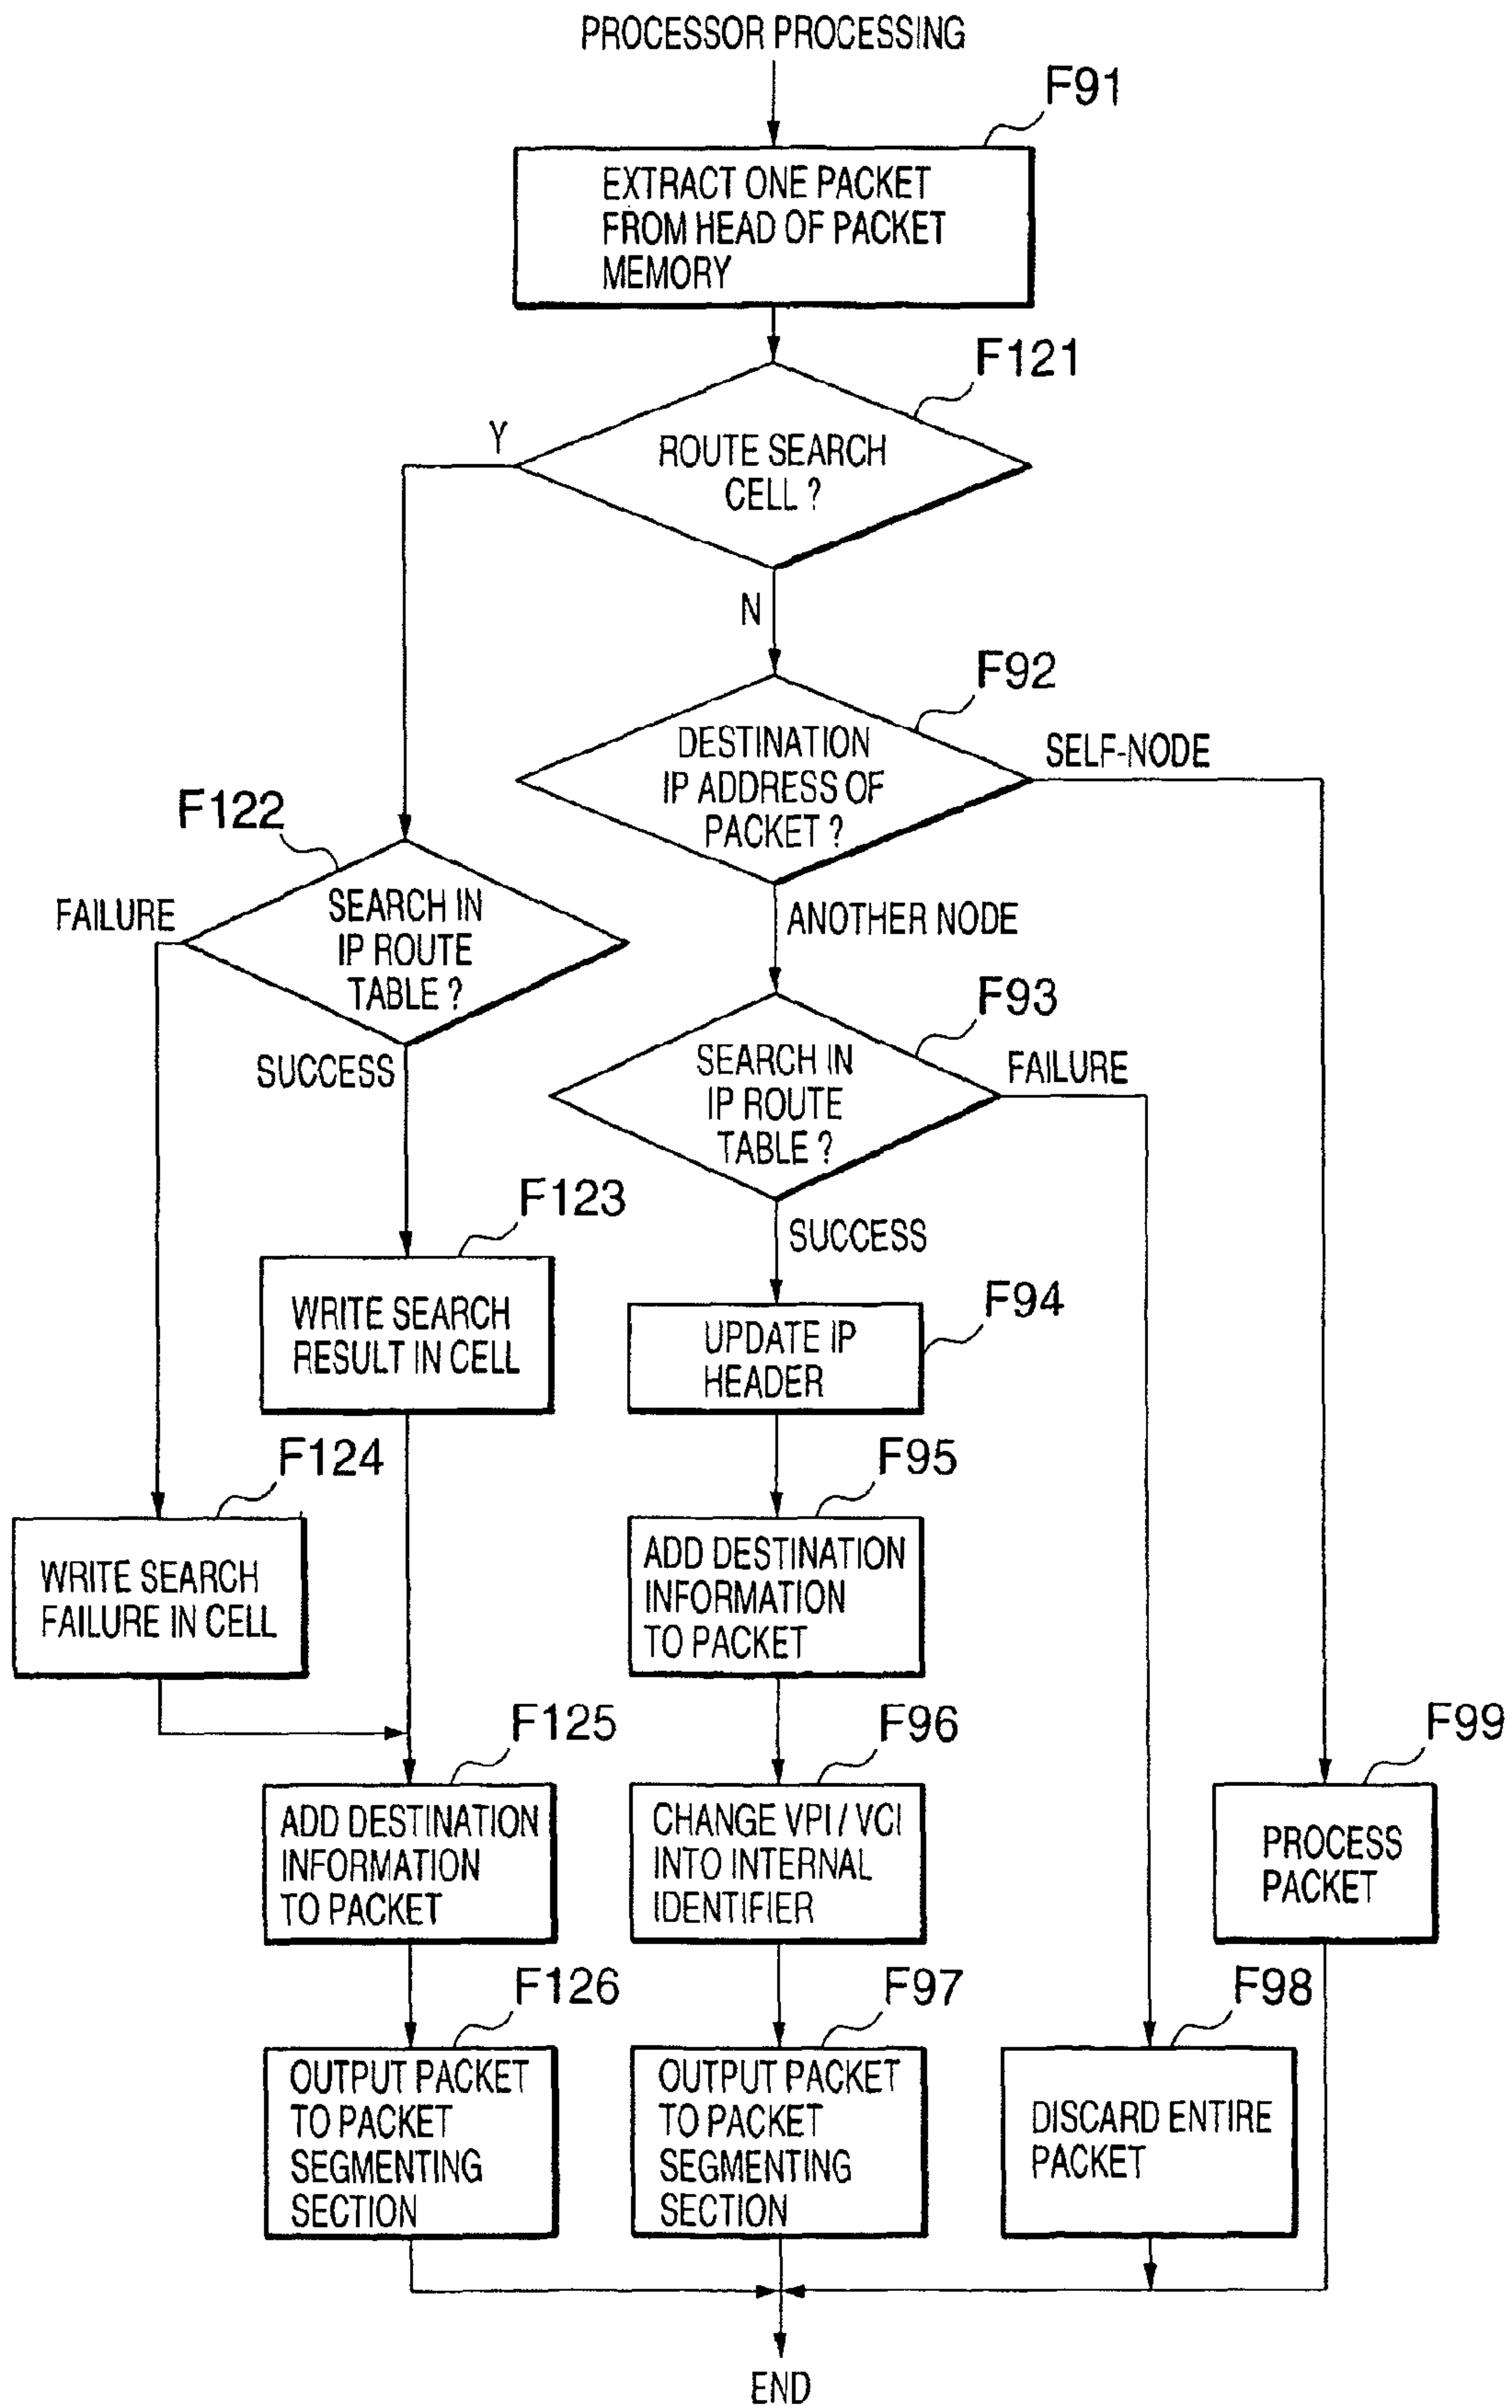 PROCESSOR PROCESSING
F91
EXTRACT ONE PACKET
FROM HEAD OF PACKET
MEMORY
F121
Y
ROUTE SEARCH
CELL ?
N
F92
DESTINATION
IP ADDRESS OF
PACKET ?
SELF-NODE
F122
FAILURE
SEARCH IN
IP ROUTE
TABLE ?
ANOTHER NODE
SUCCESS
F93
SEARCH IN
IP ROUTE
TABLE ?
FAILURE
F123
SUCCESS
WRITE SEARCH
RESULT IN CELL
F94
UPDATE IP
HEADER
F124
WRITE SEARCH
FAILURE IN CELL
F95
ADD DESTINATION
INFORMATION
TO PACKET
F125
ADD DESTINATION
INFORMATION
TO PACKET
F96
CHANGE VPI / VCI
INTO INTERNAL
IDENTIFIER
F99
PROCESS
PACKET
F126
OUTPUT PACKET
TO PACKET
SEGMENTING
SECTION
F97
OUTPUT PACKET
TO PACKET
SEGMENTING
SECTION
F98
DISCARD ENTIRE
PACKET
END